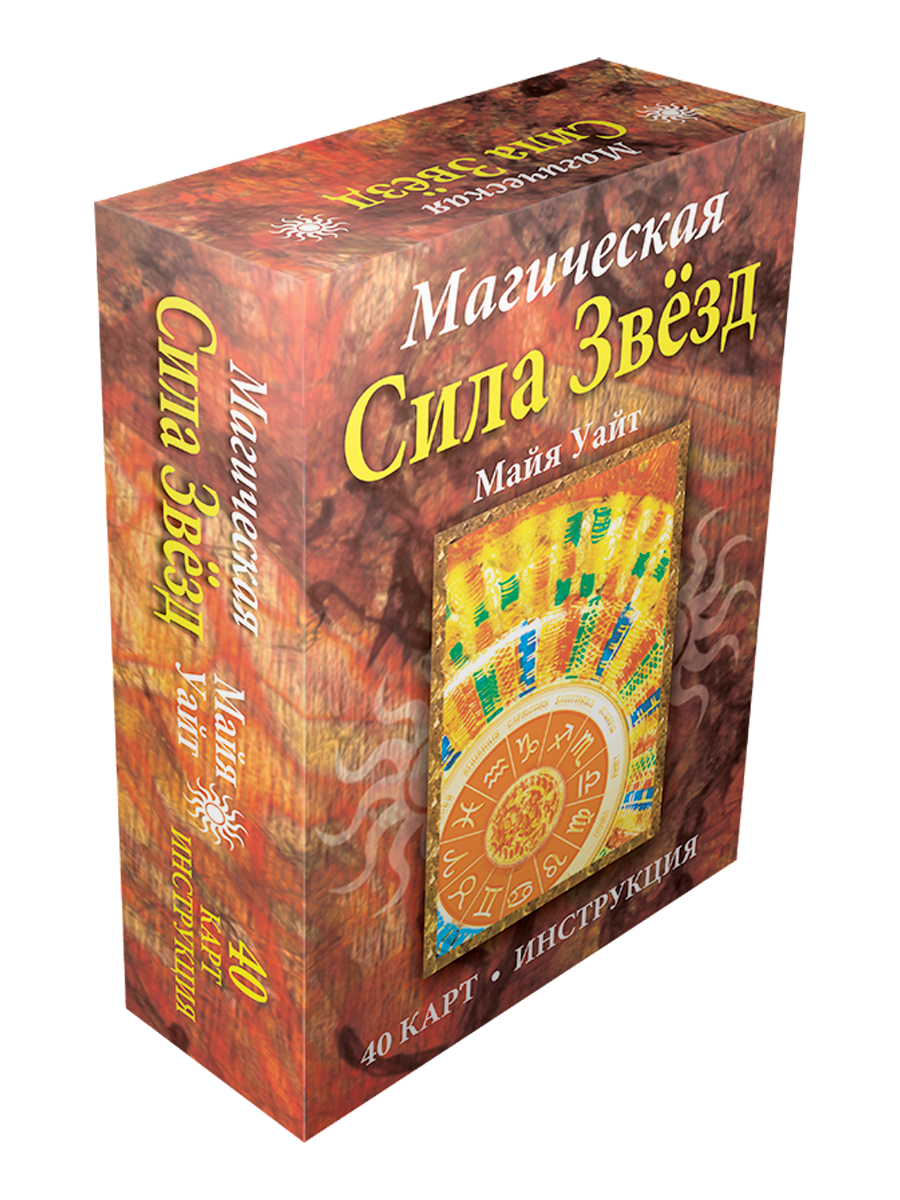 Магическая
Сила Звёзд
Магическая
Сила Звёзд
Майя Уайт
40 КАРТ • ИНСТРУКЦИЯ
Магическая
Сила Звёзд
Майя
Уайт
40
КАРТ
ИНСТРУКЦИЯ